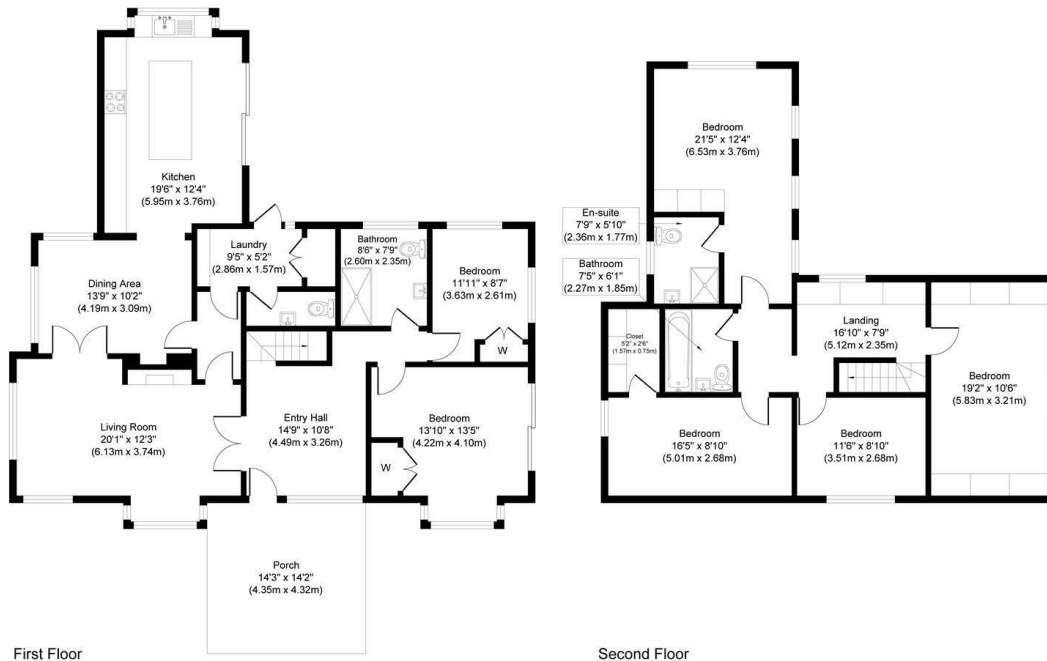 Kitchen
19'6" x 12'4"
(5.95m x 3.76m)
Laundry
9'5" x 5'2"
(2.86m x 1.57m)
Bathroom
8'6" x 7'9"
(2.60m x 2.35m)
Bedroom
11'11" x 8'7"
(3.63m x 2.61m)
W
Dining Area
13'9" x 10'2"
(4.19m x 3.09m)
Living Room
20'1" x 12'3"
(6.13m x 3.74m)
Entry Hall
14'9" x 10'8"
(4.49m x 3.26m)
Bedroom
13'10" x 13'5"
(4.22m x 4.10m)
W
Porch
14'3" x 14'2"
(4.35m x 4.32m)
First Floor
Bedroom
21'5" x 12'4"
(6.53m x 3.76m)
En-suite
7'9" x 5'10"
(2.36m x 1.77m)
Bathroom
7'5" x 6'1"
(2.27m x 1.85m)
Closet
5'2" x 2'6"
(1.57m x 0.75m)
Landing
16'10" x 7'9"
(5.12m x 2.35m)
Bedroom
19'2" x 10'6"
(5.83m x 3.21m)
Bedroom
16'5" x 8'10"
(5.01m x 2.68m)
Bedroom
11'6" x 8'10"
(3.51m x 2.68m)
Second Floor